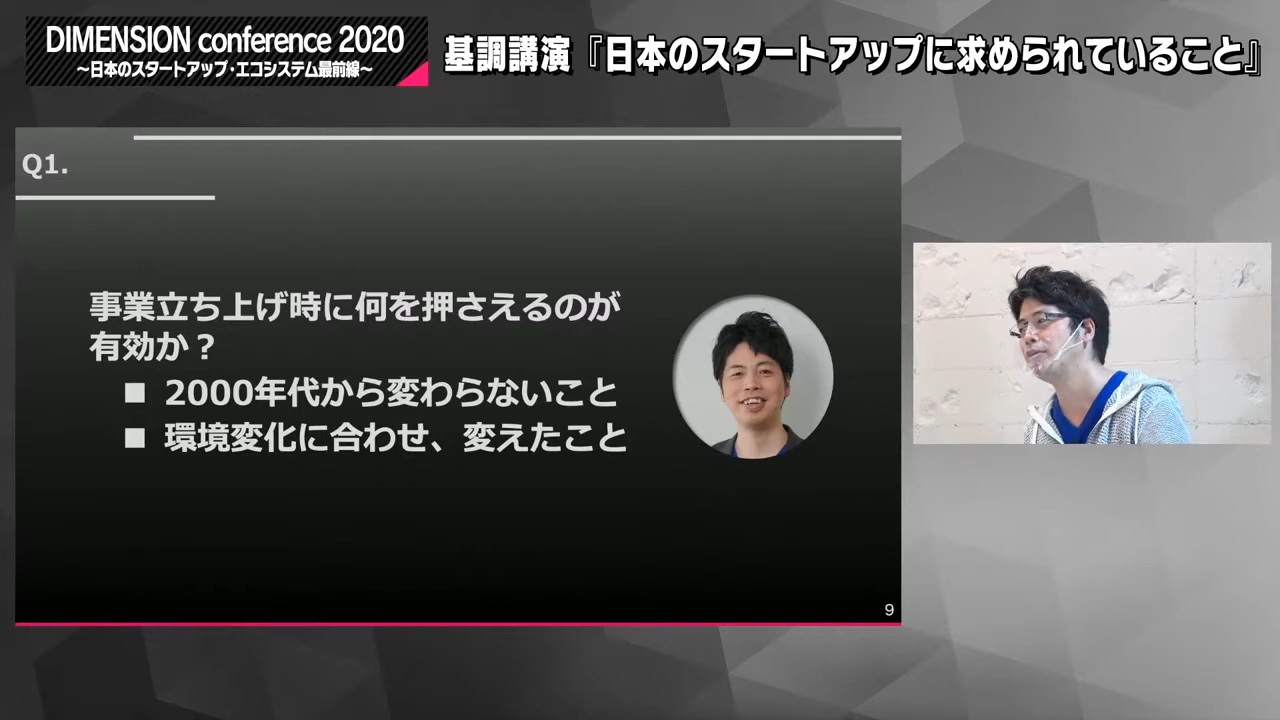 DIMENSION conference 2020
～日本のスタートアップ・エコシステム最前線～
基調講演『日本のスタートアップに求められていること』
Q1.
事業立ち上げ時に何を押さえるのが
有効か？
■ 2000年代から変わらないこと
■ 環境変化に合わせ、変えたこと
9